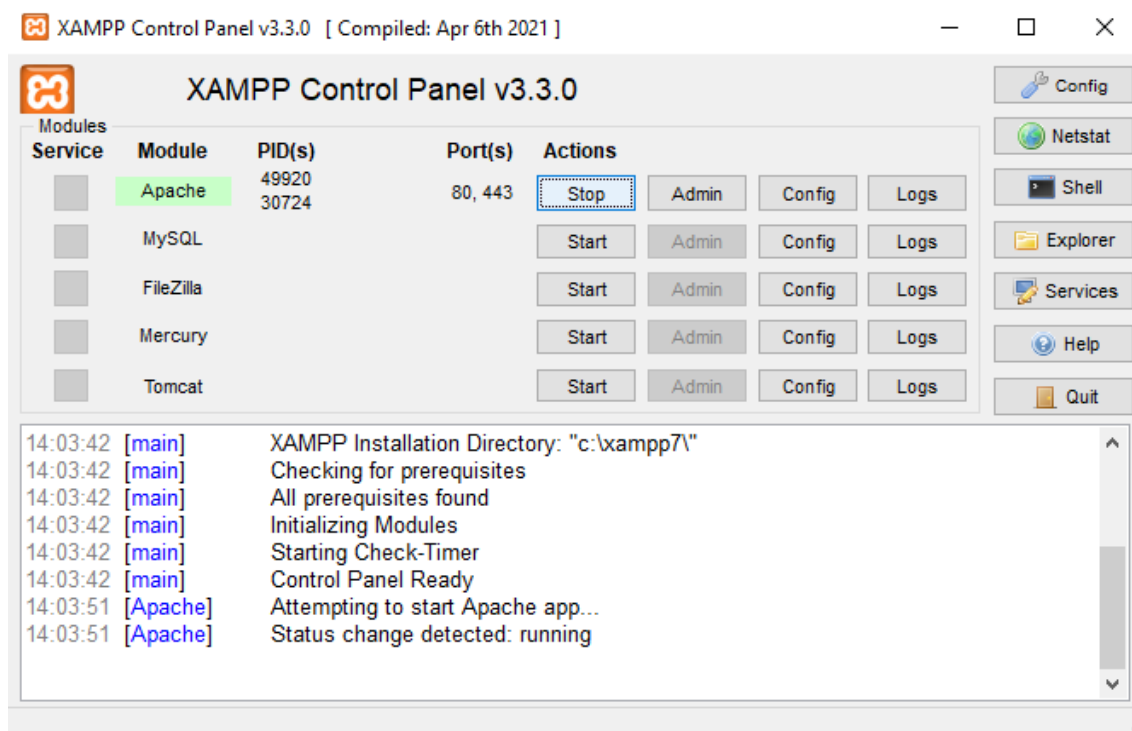 XAMPP Control Panel v3.3.0 [ Compiled: Apr 6th 2021 ]
XAMPP Control Panel v3.3.0
Config
Modules
Netstat
Service Module PID(s) Port(s) Actions
Apache 49920 30724 80, 443 Stop Admin Config Logs
Shell
MySQL Start Admin Config Logs
Explorer
FileZilla Start Admin Config Logs
Services
Mercury Start Admin Config Logs
Help
Tomcat Start Admin Config Logs
Quit
14:03:42 [main] XAMPP Installation Directory: "c:\xampp7\"
14:03:42 [main] Checking for prerequisites
14:03:42 [main] All prerequisites found
14:03:42 [main] Initializing Modules
14:03:42 [main] Starting Check-Timer
14:03:42 [main] Control Panel Ready
14:03:51 [Apache] Attempting to start Apache app...
14:03:51 [Apache] Status change detected: running